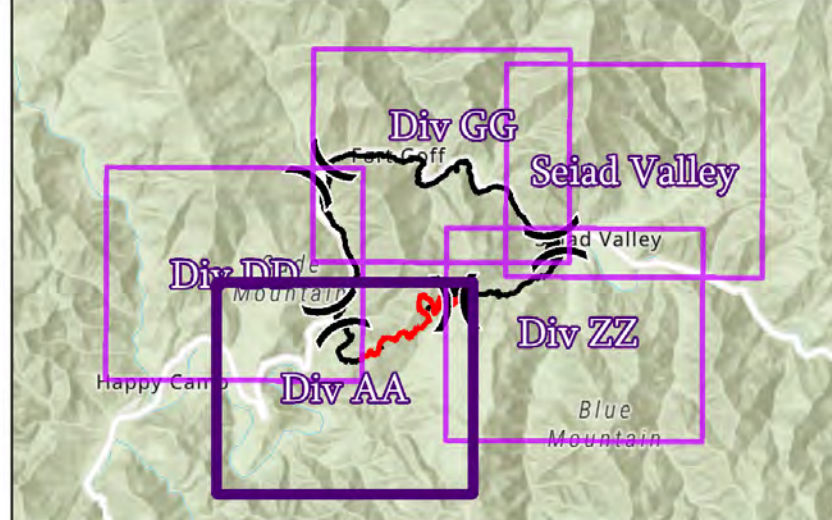 Div GG
Fort Goff
Seiad Valley
Seiad Valley
Div DD
Slide
Mountain
Div ZZ
Happy Camp
Div AA
Blue
Mountain